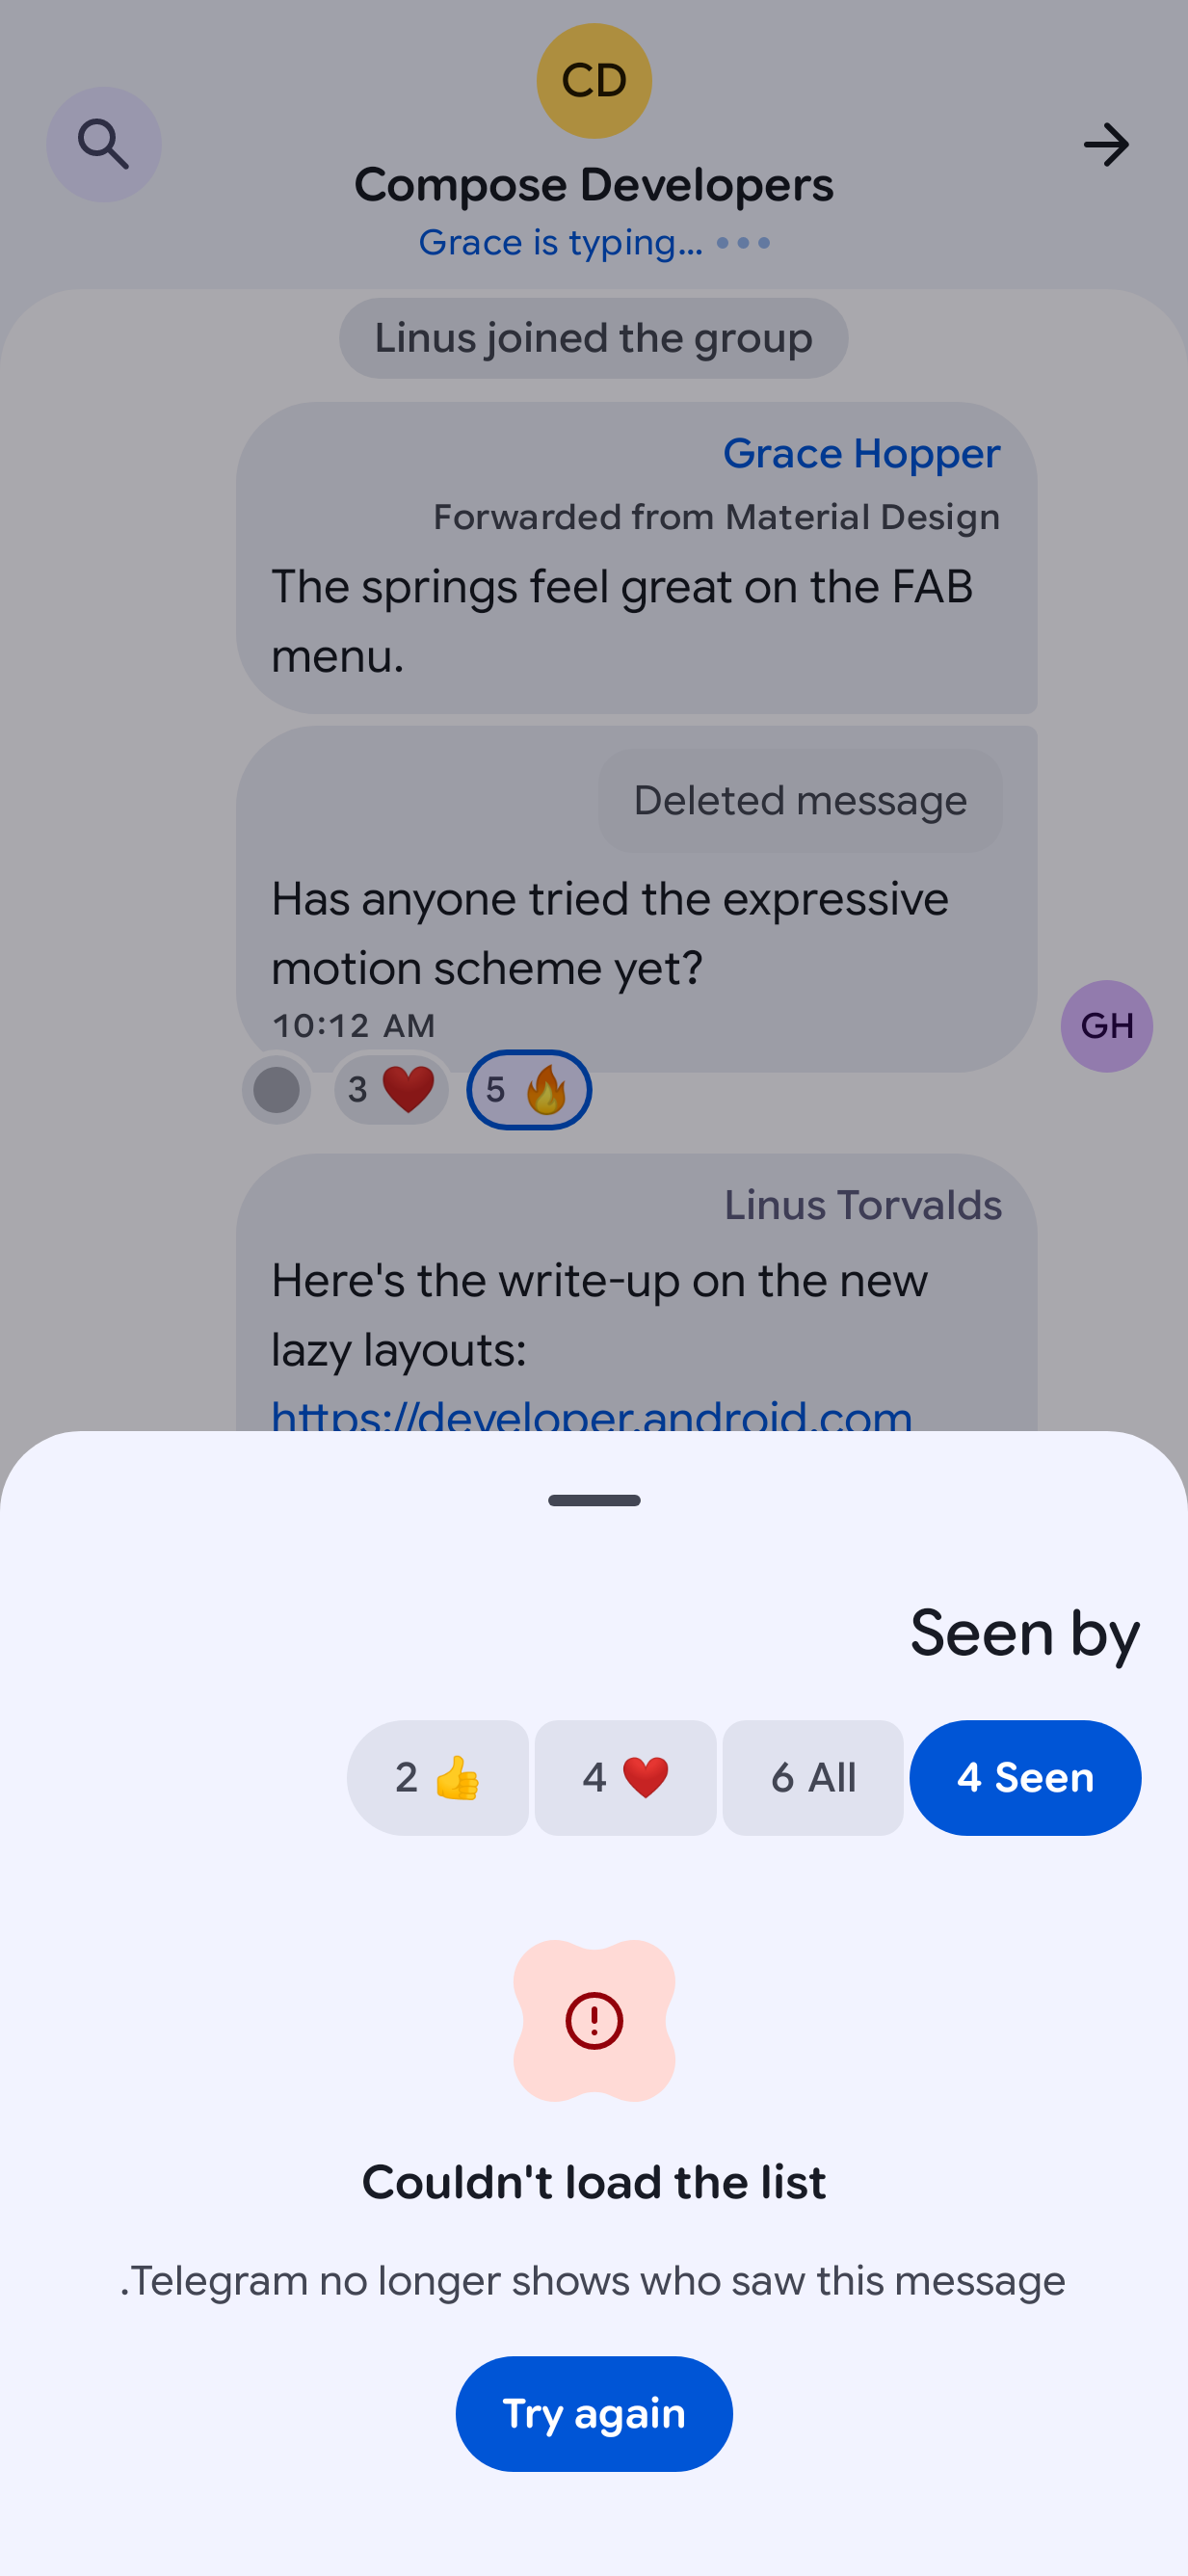 CD
Compose Developers
Grace is typing...
Linus joined the group
Grace Hopper
Forwarded from Material Design
The springs feel great on the FAB
menu.
Deleted message
Has anyone tried the expressive
motion scheme yet?
10:12 AM
GH
3 ❤️ 5 🔥
Linus Torvalds
Here's the write-up on the new
lazy layouts:
https://developer.android.com
Seen by
2 👍 4 ❤️ 6 All 4 Seen
Couldn't load the list
.Telegram no longer shows who saw this message
Try again